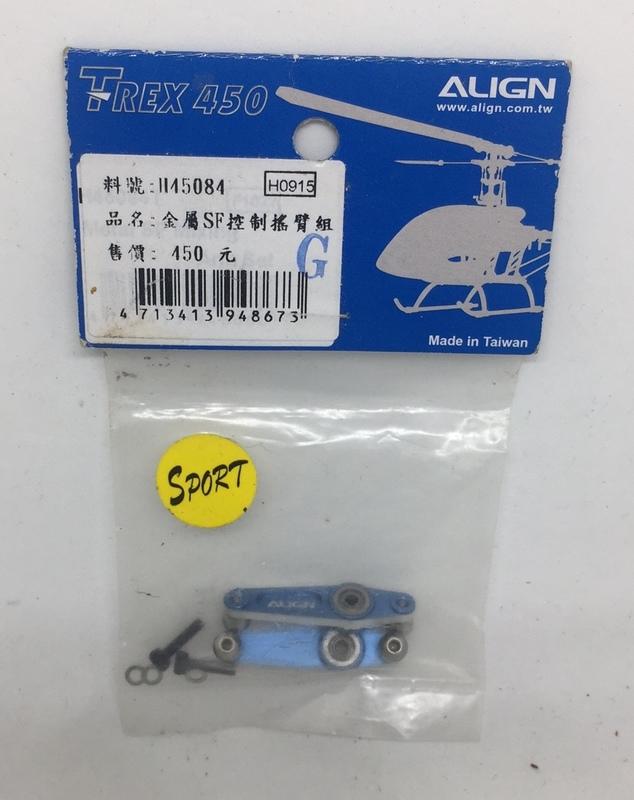 T-REX 450
ALIGN
www.align.com.tw
料號:H45084
H0915
品名:金屬SF控制搖臂組
售價: 450 元
G
4 713413 948673
Made in Taiwan
SPORT
ALIGN